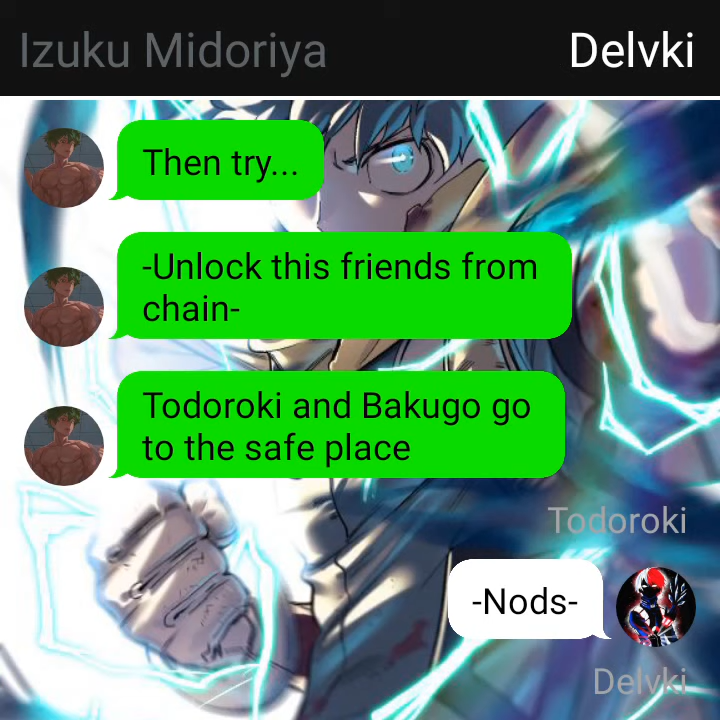 Izuku Midoriya
Delvki
Then try...
-Unlock this friends from
chain-
Todoroki and Bakugo go
to the safe place
Todoroki
-Nods-
Delvki